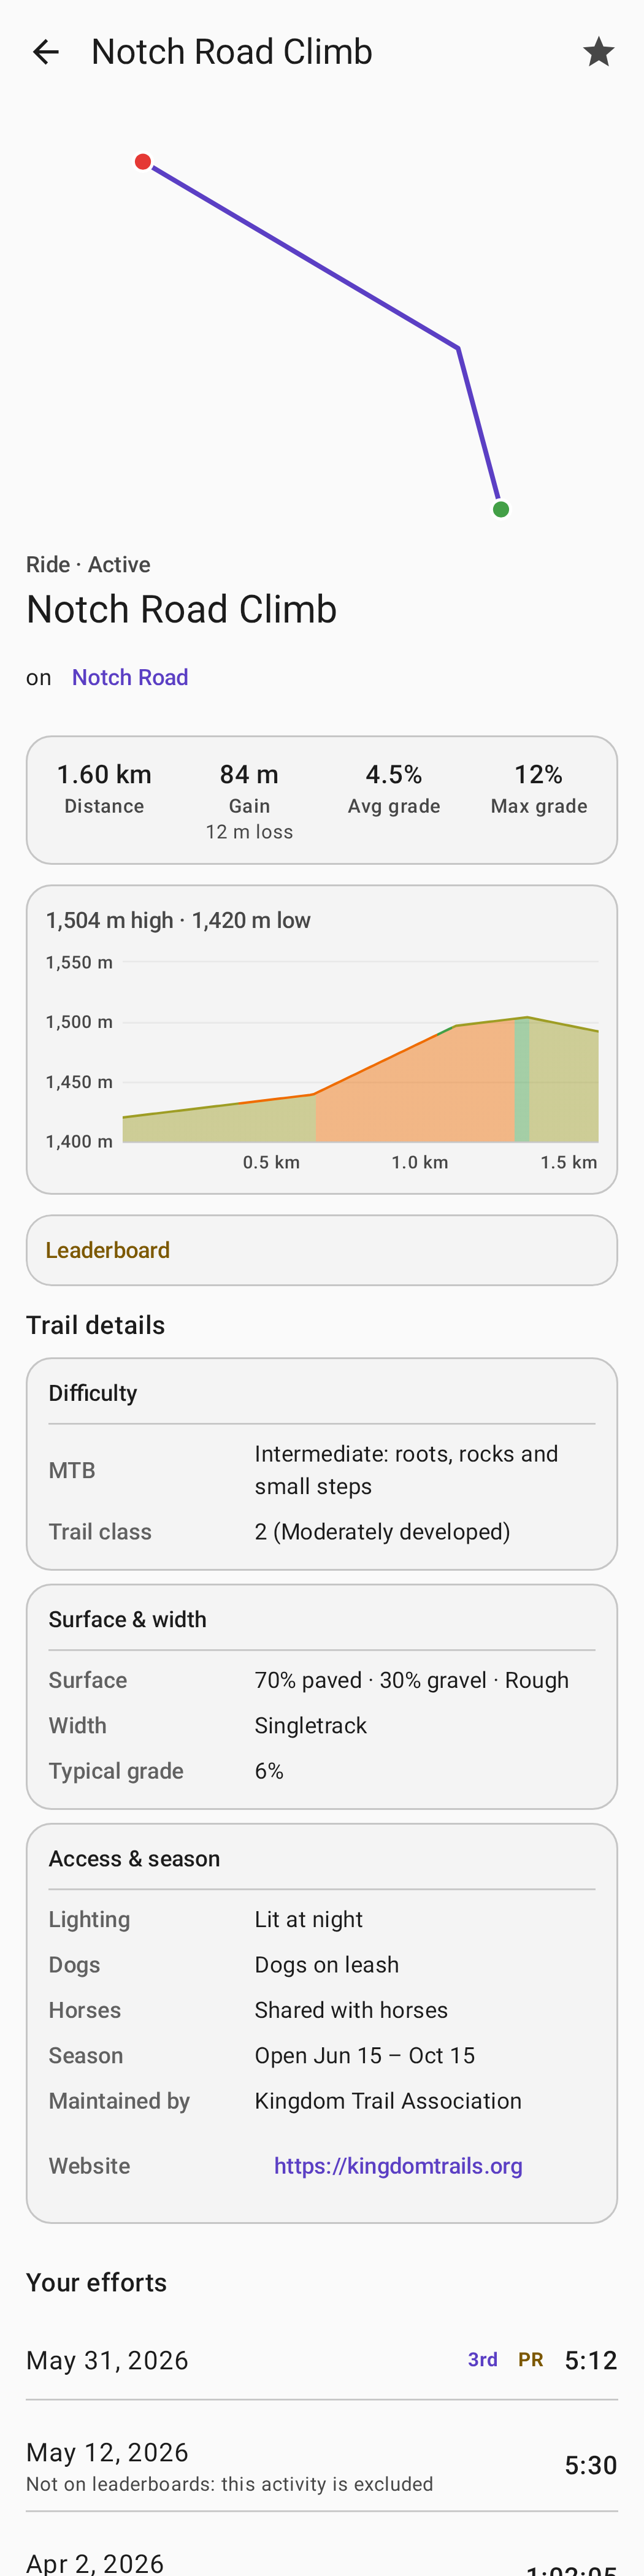 Notch Road Climb
Ride · Active
Notch Road Climb
on Notch Road
1.60 km 84 m 4.5% 12%
Distance Gain Avg grade Max grade
12 m loss
1,504 m high · 1,420 m low
1,550 m
1,500 m
1,450 m
1,400 m
0.5 km 1.0 km 1.5 km
Leaderboard
Trail details
Difficulty
MTB Intermediate: roots, rocks and
small steps
Trail class 2 (Moderately developed)
Surface & width
Surface 70% paved · 30% gravel · Rough
Width Singletrack
Typical grade 6%
Access & season
Lighting Lit at night
Dogs Dogs on leash
Horses Shared with horses
Season Open Jun 15 – Oct 15
Maintained by Kingdom Trail Association
Website https://kingdomtrails.org
Your efforts
May 31, 2026 3rd PR 5:12
May 12, 2026 5:30
Not on leaderboards: this activity is excluded
Apr 2, 2026